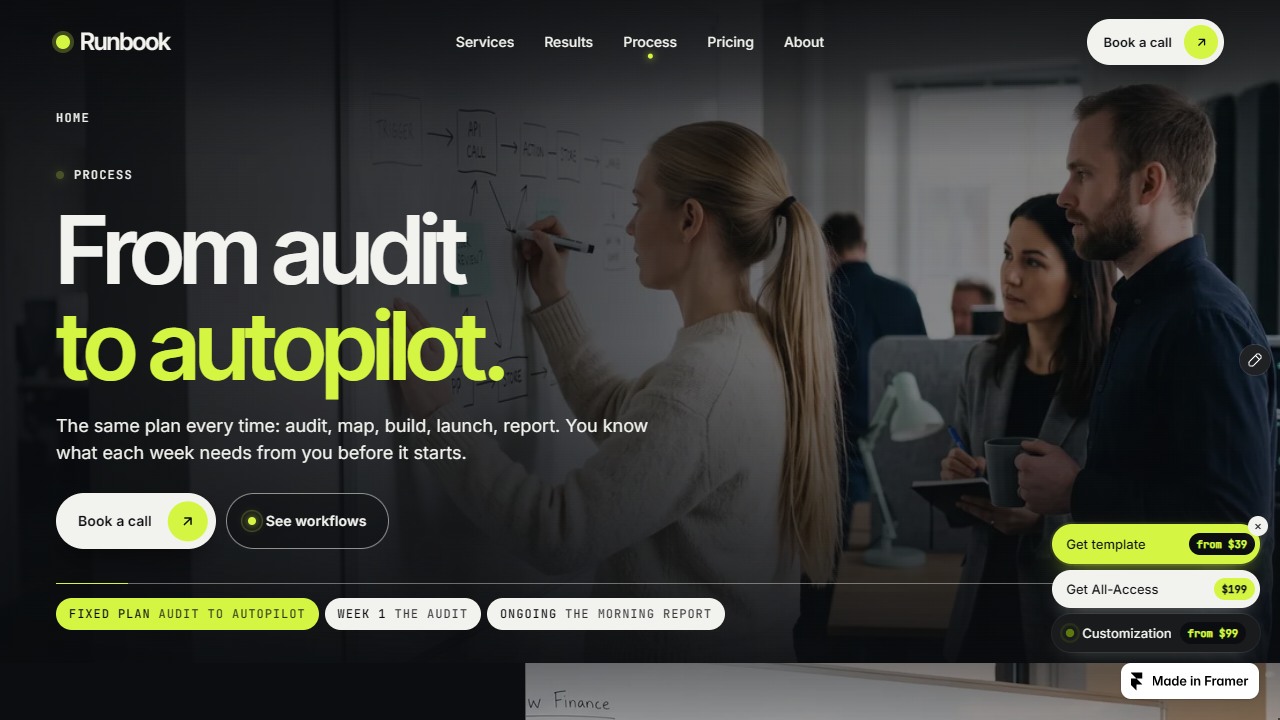 Runbook
Services
Results
Process
Pricing
About
Book a call
HOME
PROCESS
TRIGGER
API CALL
ACTION
STORE
From audit
to autopilot.
STORE
The same plan every time: audit, map, build, launch, report. You know
what each week needs from you before it starts.
Book a call
See workflows
Get template from $39
Get All-Access $199
Customization from $99
FIXED PLAN AUDIT TO AUTOPILOT
WEEK 1 THE AUDIT
ONGOING THE MORNING REPORT
Made in Framer
w Finance